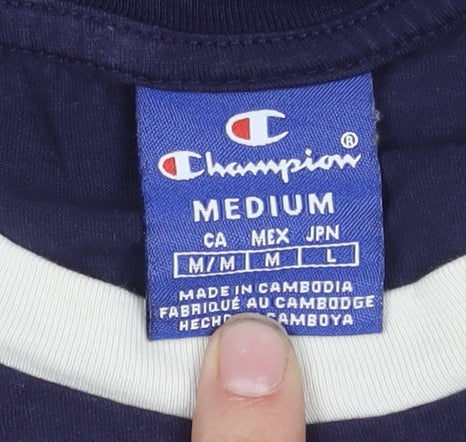 Champion®
MEDIUM
CA MEX JPN
M/M M L
MADE IN CAMBODIA
FABRIQUÉ AU CAMBODGE
CAMBOYA